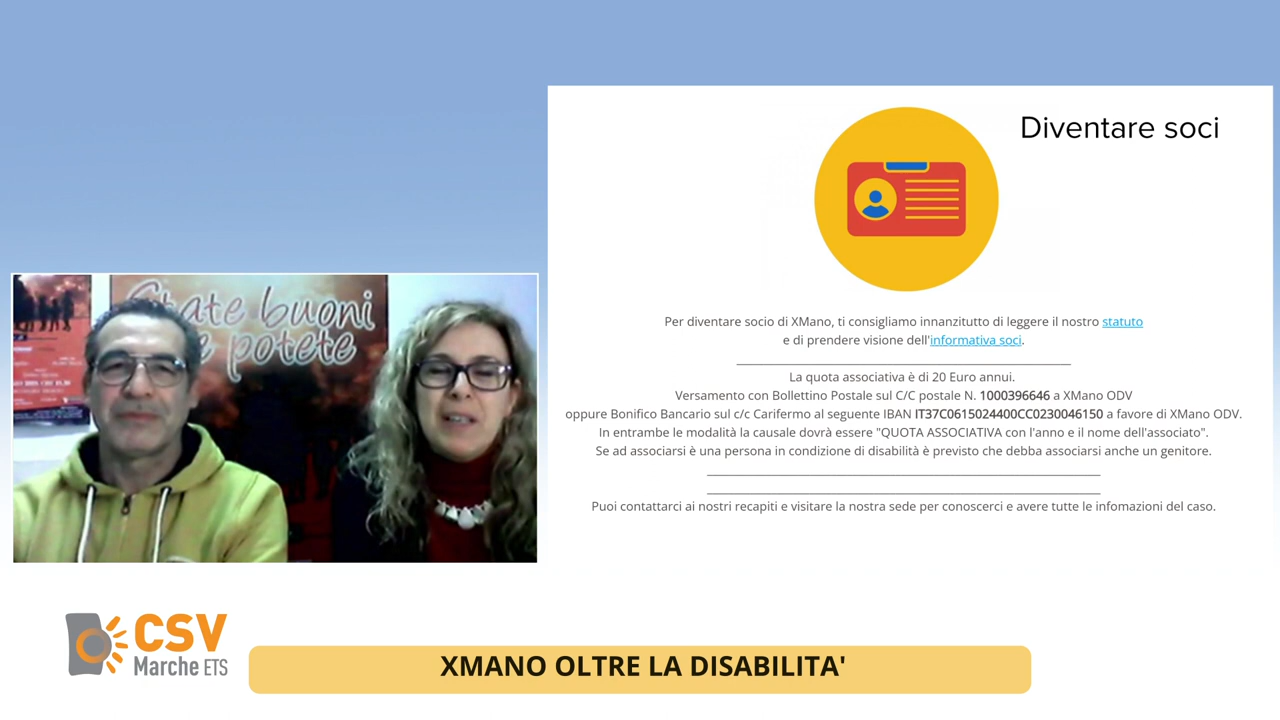 Diventare soci
Per diventare socio di XMano, ti consigliamo innanzitutto di leggere il nostro statuto
e di prendere visione dell'informativa soci.
La quota associativa è di 20 Euro annui.
Versamento con Bollettino Postale sul C/C postale N. 1000396646 a XMano ODV
oppure Bonifico Bancario sul c/c Carifermo al seguente IBAN IT37C0615024400CC0230046150 a favore di XMano ODV.
In entrambe le modalità la causale dovrà essere "QUOTA ASSOCIATIVA con l'anno e il nome dell'associato".
Se ad associarsi è una persona in condizione di disabilità è previsto che debba associarsi anche un genitore.
Puoi contattarci ai nostri recapiti e visitare la nostra sede per conoscerci e avere tutte le infomazioni del caso.
State buoni
e potete
CSV
Marche ETS
XMANO OLTRE LA DISABILITA'